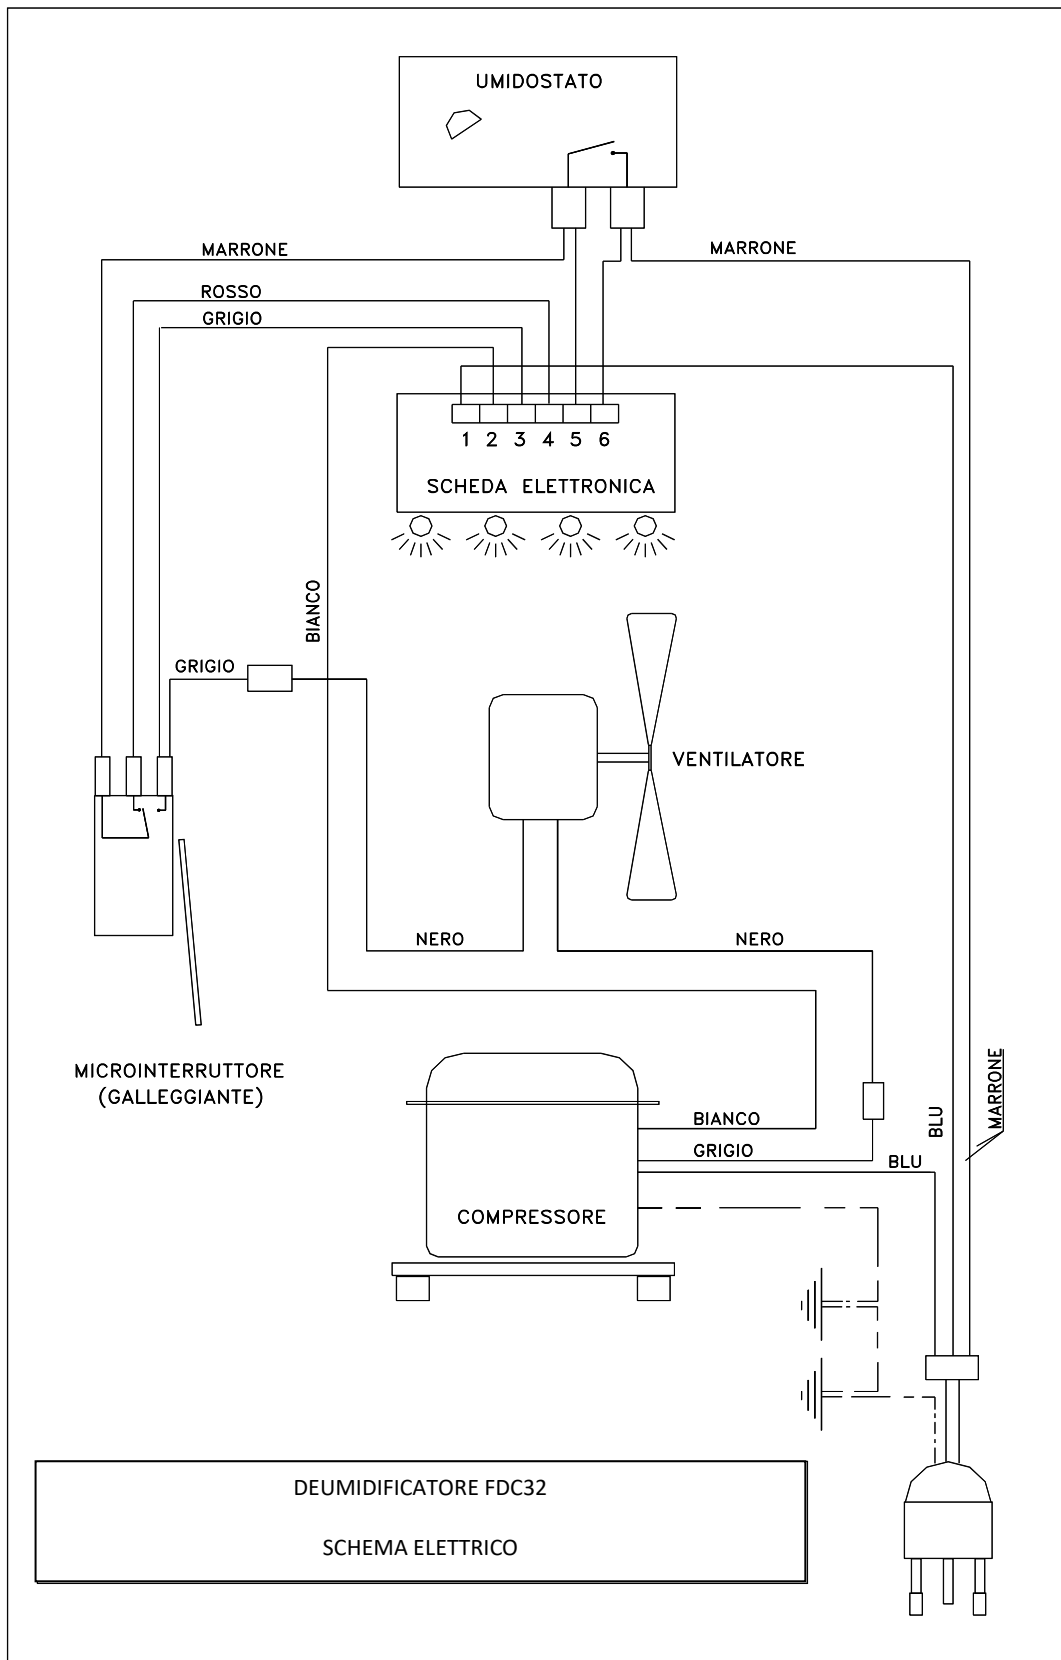 UMIDOSTATO
MARRONE
MARRONE
ROSSO
GRIGIO
1 2 3 4 5 6
SCHEDA ELETTRONICA
BIANCO
GRIGIO
VENTILATORE
NERO
NERO
MICROINTERRUTTORE
(GALLEGGIANTE)
MARRONE
BLU
BIANCO
GRIGIO
BLU
COMPRESSORE
DEUMIDIFICATORE FDC32
SCHEMA ELETTRICO